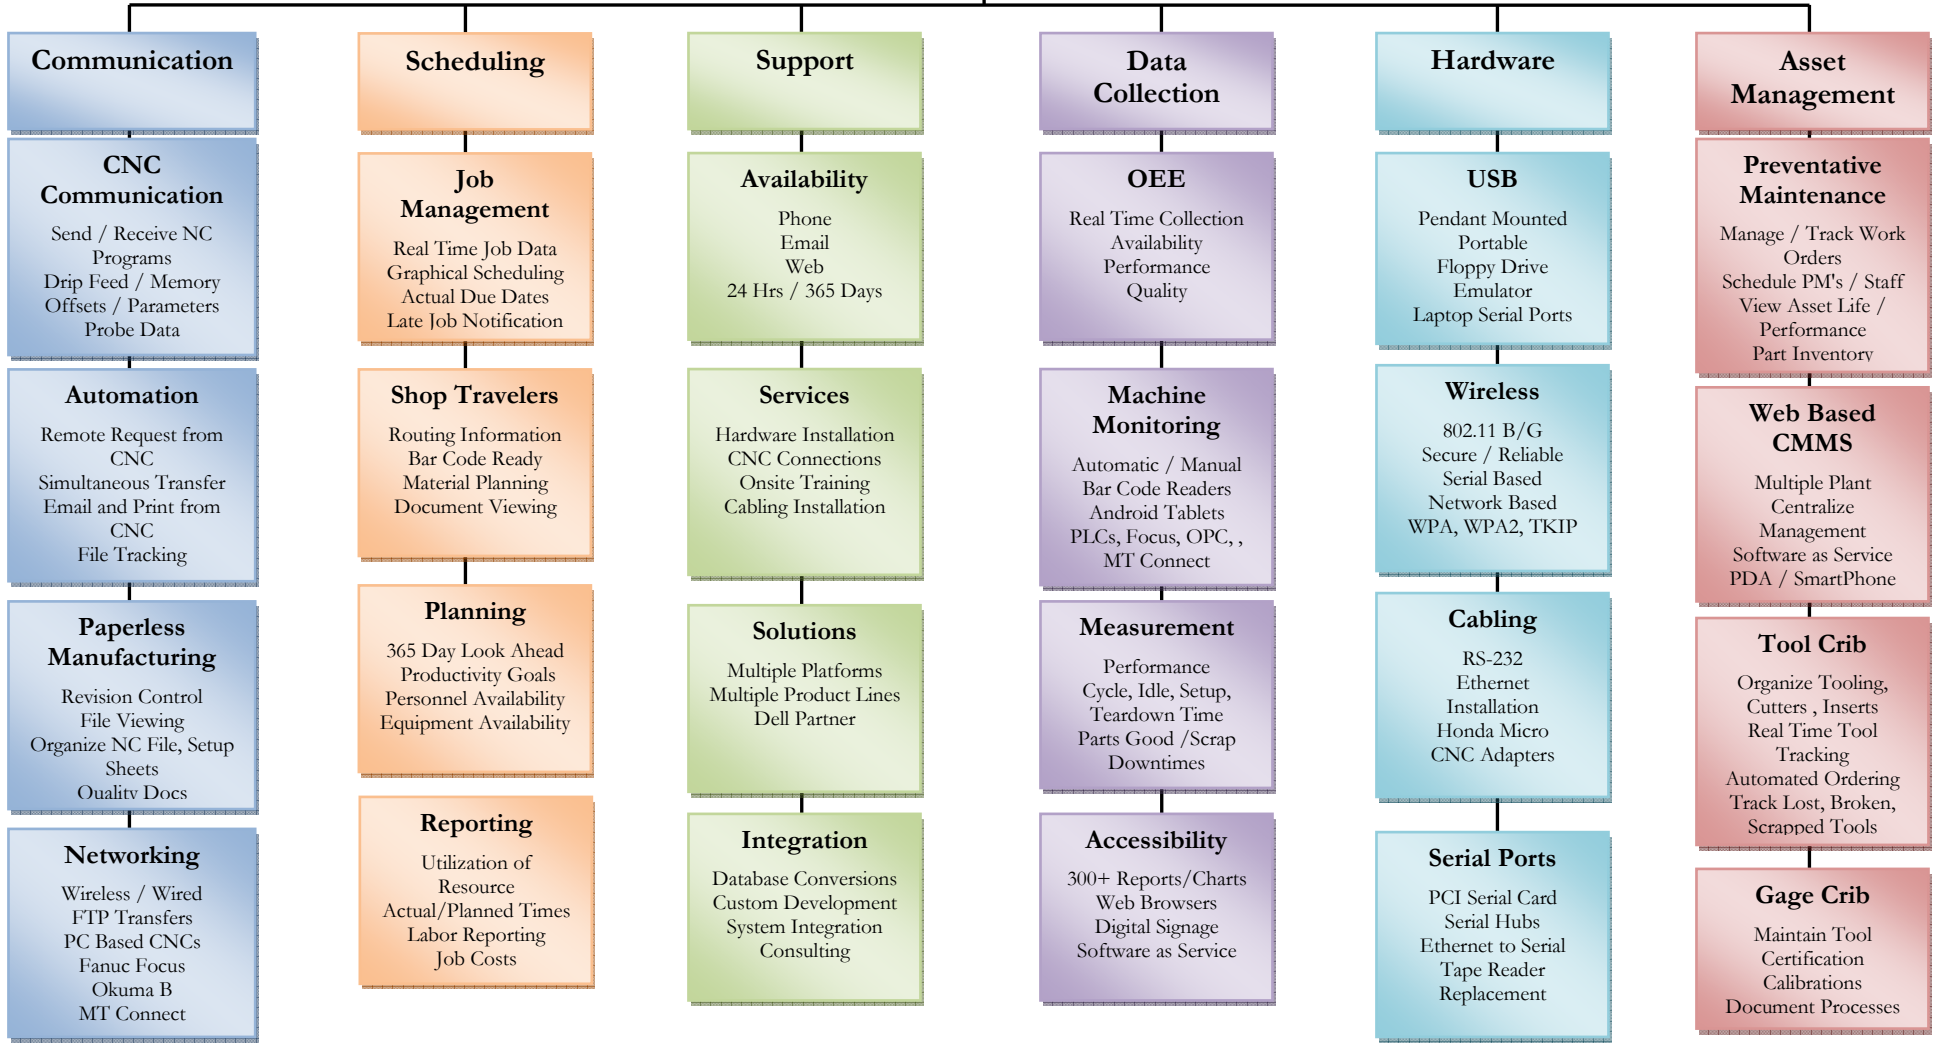 Communication
CNC
Communication
Send / Receive NC
Programs
Drip Feed / Memory
Offsets / Parameters
Probe Data
Automation
Remote Request from
CNC
Simultaneous Transfer
Email and Print from
CNC
File Tracking
Paperless
Manufacturing
Revision Control
File Viewing
Organize NC File, Setup
Sheets
Quality Docs
Networking
Wireless / Wired
FTP Transfers
PC Based CNCs
Fanuc Focus
Okuma B
MT Connect
Scheduling
Job
Management
Real Time Job Data
Graphical Scheduling
Actual Due Dates
Late Job Notification
Shop Travelers
Routing Information
Bar Code Ready
Material Planning
Document Viewing
Planning
365 Day Look Ahead
Productivity Goals
Personnel Availability
Equipment Availability
Reporting
Utilization of
Resource
Actual/Planned Times
Labor Reporting
Job Costs
Support
Availability
Phone
Email
Web
24 Hrs / 365 Days
Services
Hardware Installation
CNC Connections
Onsite Training
Cabling Installation
Solutions
Multiple Platforms
Multiple Product Lines
Dell Partner
Integration
Database Conversions
Custom Development
System Integration
Consulting
Data
Collection
OEE
Real Time Collection
Availability
Performance
Quality
Machine
Monitoring
Automatic / Manual
Bar Code Readers
Android Tablets
PLCs, Focus, OPC, ,
MT Connect
Measurement
Performance
Cycle, Idle, Setup,
Teardown Time
Parts Good /Scrap
Downtimes
Accessibility
300+ Reports/Charts
Web Browsers
Digital Signage
Software as Service
Hardware
USB
Pendant Mounted
Portable
Floppy Drive
Emulator
Laptop Serial Ports
Wireless
802.11 B/G
Secure / Reliable
Serial Based
Network Based
WPA, WPA2, TKIP
Cabling
RS-232
Ethernet
Installation
Honda Micro
CNC Adapters
Serial Ports
PCI Serial Card
Serial Hubs
Ethernet to Serial
Tape Reader
Replacement
Asset
Management
Preventative
Maintenance
Manage / Track Work
Orders
Schedule PM's / Staff
View Asset Life /
Performance
Part Inventory
Web Based
CMMS
Multiple Plant
Centralize
Management
Software as Service
PDA / SmartPhone
Tool Crib
Organize Tooling,
Cutters , Inserts
Real Time Tool
Tracking
Automated Ordering
Track Lost, Broken,
Scrapped Tools
Gage Crib
Maintain Tool
Certification
Calibrations
Document Processes